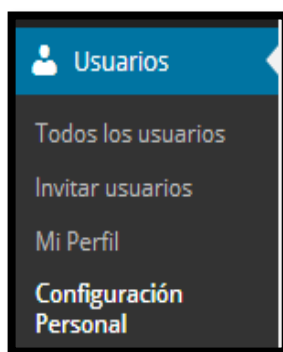 Usuarios
Todos los usuarios
Invitar usuarios
Mi Perfil
Configuración
Personal